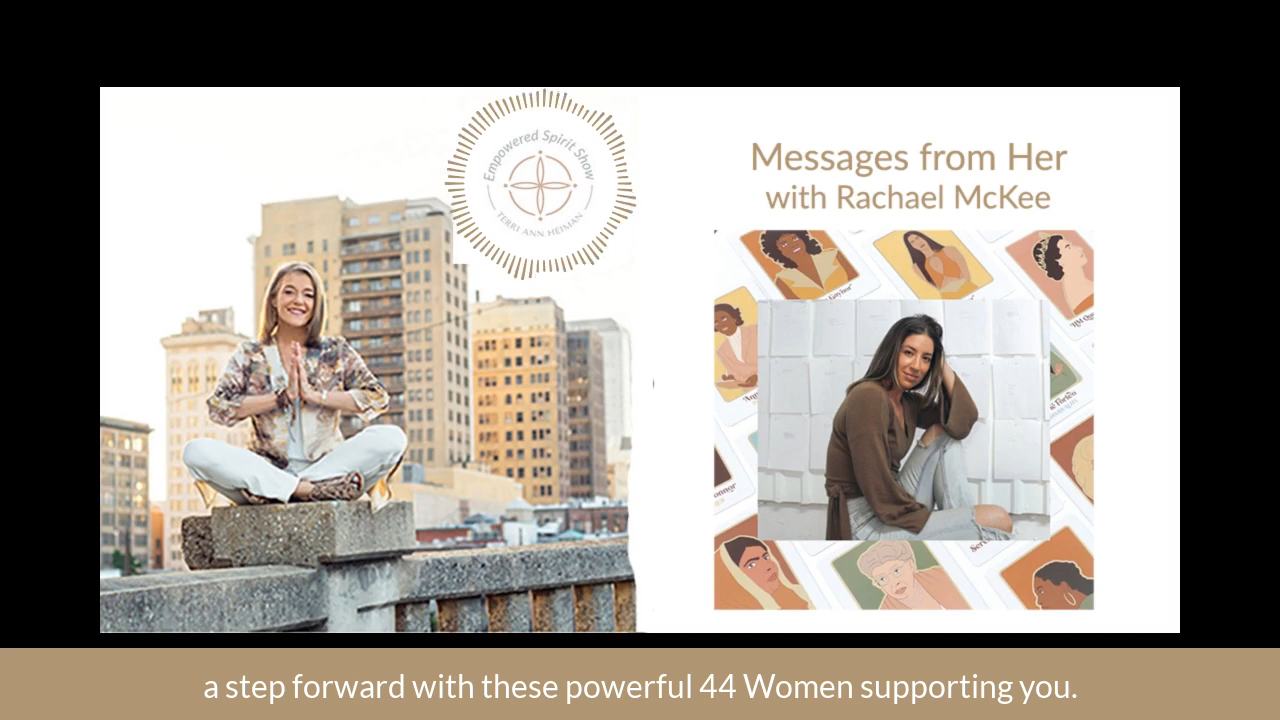 Empowered Spirit Show
TERRI ANN HEIMAN
Messages from Her
with Rachael McKee
a step forward with these powerful 44 Women supporting you.